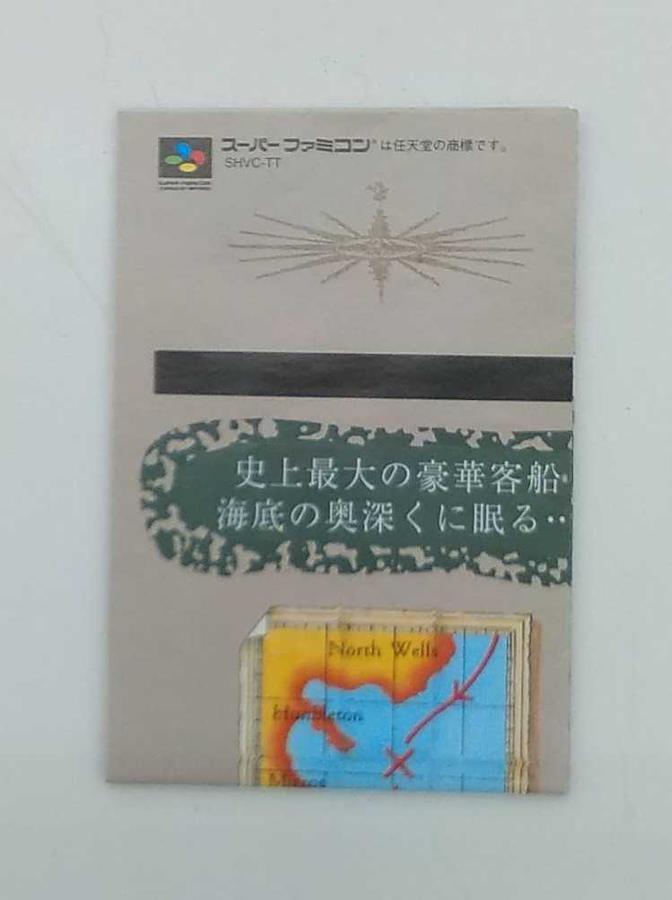 スーパーファミコン®は任天堂の商標です。
SHVC-TT
史上最大の豪華客船
海底の奥深くに眠る‥
North Wells
Humbleton